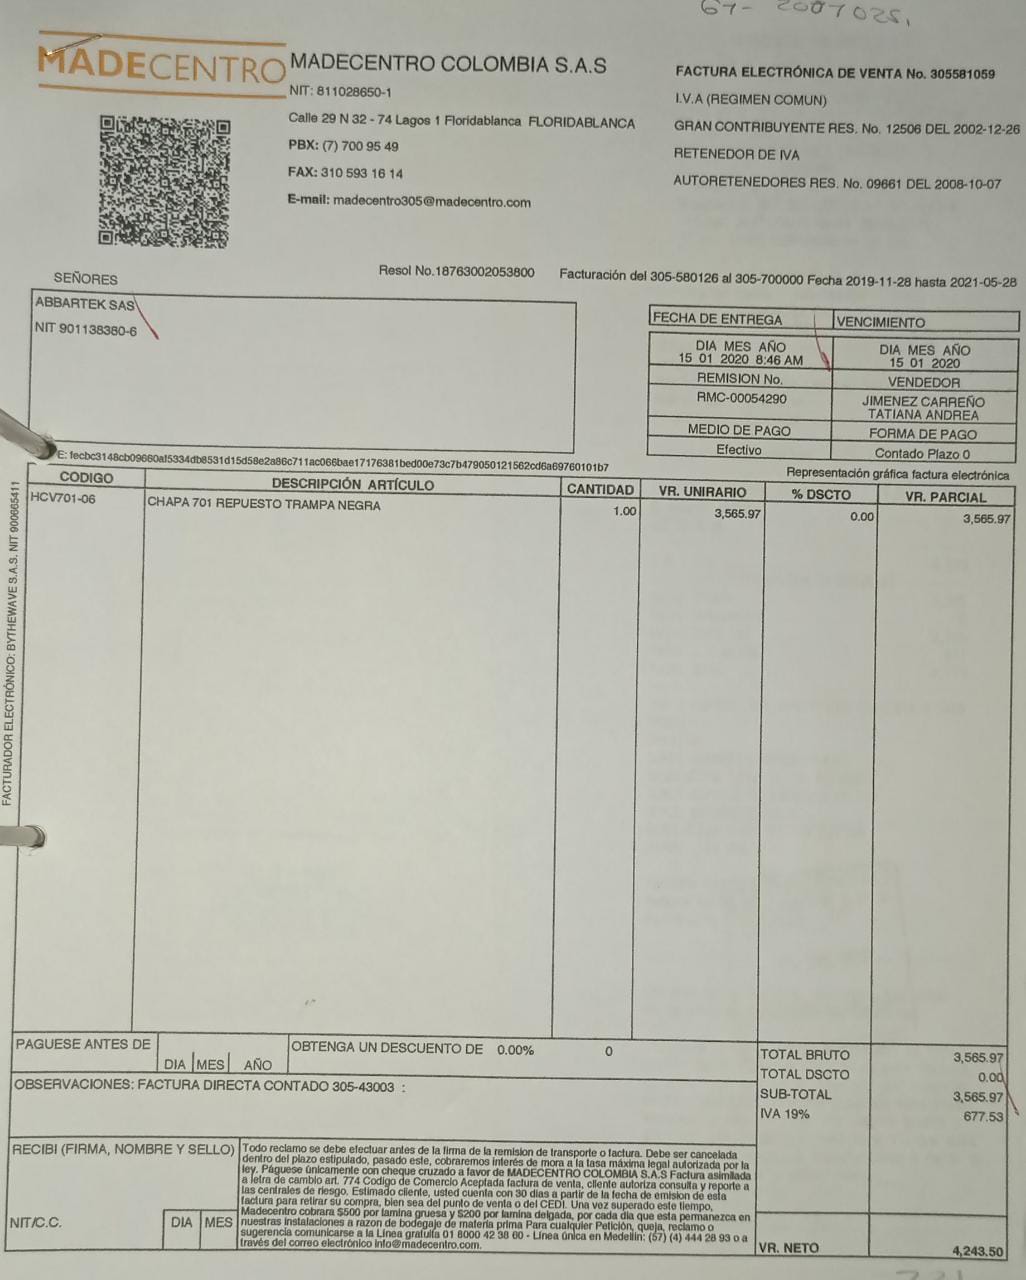 67- 2007025,
MADECENTRO
MADECENTRO COLOMBIA S.A.S
NIT: 811028650-1
Calle 29 N 32 - 74 Lagos 1 Floridablanca FLORIDABLANCA
PBX: (7) 700 95 49
FAX: 310 593 16 14
E-mail: madecentro305@madecentro.com
FACTURA ELECTRÓNICA DE VENTA No. 305581059
I.V.A (REGIMEN COMUN)
GRAN CONTRIBUYENTE RES. No. 12506 DEL 2002-12-26
RETENEDOR DE IVA
AUTORETENEDORES RES. No. 09661 DEL 2008-10-07
Resol No.18763002053800 Facturación del 305-580126 al 305-700000 Fecha 2019-11-28 hasta 2021-05-28
SEÑORES
ABBARTEK SAS
NIT 901138380-6
FECHA DE ENTREGA VENCIMIENTO
DIA MES AÑO DIA MES AÑO
15 01 2020 8:46 AM 15 01 2020
REMISION No. VENDEDOR
RMC-00054290 JIMENEZ CARREÑO
TATIANA ANDREA
MEDIO DE PAGO FORMA DE PAGO
Efectivo Contado Plazo 0
E: fecbc3148cb09660af5334db8531d15d58e2a86c711ac066bae17176381bed00e73c7b479050121562cd6a69760101b7
Representación gráfica factura electrónica
CODIGO DESCRIPCIÓN ARTÍCULO CANTIDAD VR. UNIRARIO % DSCTO VR. PARCIAL
HCV701-06 CHAPA 701 REPUESTO TRAMPA NEGRA 1.00 3,565.97 0.00 3,565.97
FACTURADOR ELECTRÓNICO: BYTHEWAVE S.A.S. NIT 900665411
PAGUESE ANTES DE DIA MES AÑO
OBTENGA UN DESCUENTO DE 0.00% 0
OBSERVACIONES: FACTURA DIRECTA CONTADO 305-43003 :
TOTAL BRUTO 3,565.97
TOTAL DSCTO 0.00
SUB-TOTAL 3,565.97
IVA 19% 677.53
RECIBI (FIRMA, NOMBRE Y SELLO)
NIT/C.C. DIA MES
Todo reclamo se debe efectuar antes de la firma de la remision de transporte o factura. Debe ser cancelada
dentro del plazo estipulado, pasado este, cobraremos interés de mora a la tasa máxima legal autorizada por la
ley. Páguese únicamente con cheque cruzado a favor de MADECENTRO COLOMBIA S.A.S Factura asimilada
a letra de cambio art. 774 Codigo de Comercio Aceptada factura de venta, cliente autoriza consulta y reporte a
las centrales de riesgo. Estimado cliente, usted cuenta con 30 dias a partir de la fecha de emision de esta
factura para retirar su compra, bien sea del punto de venta o del CEDI. Una vez superado este tiempo,
Madecentro cobrara $500 por lamina gruesa y $200 por lamina delgada, por cada dia que esta permanezca en
nuestras instalaciones a razon de bodegaje de materia prima Para cualquier Petición, queja, reclamo o
sugerencia comunicarse a la Linea gratuita 01 8000 42 38 60 - Línea única en Medellín: (57) (4) 444 28 93 o a
través del correo electrónico info@madecentro.com.
VR. NETO 4,243.50